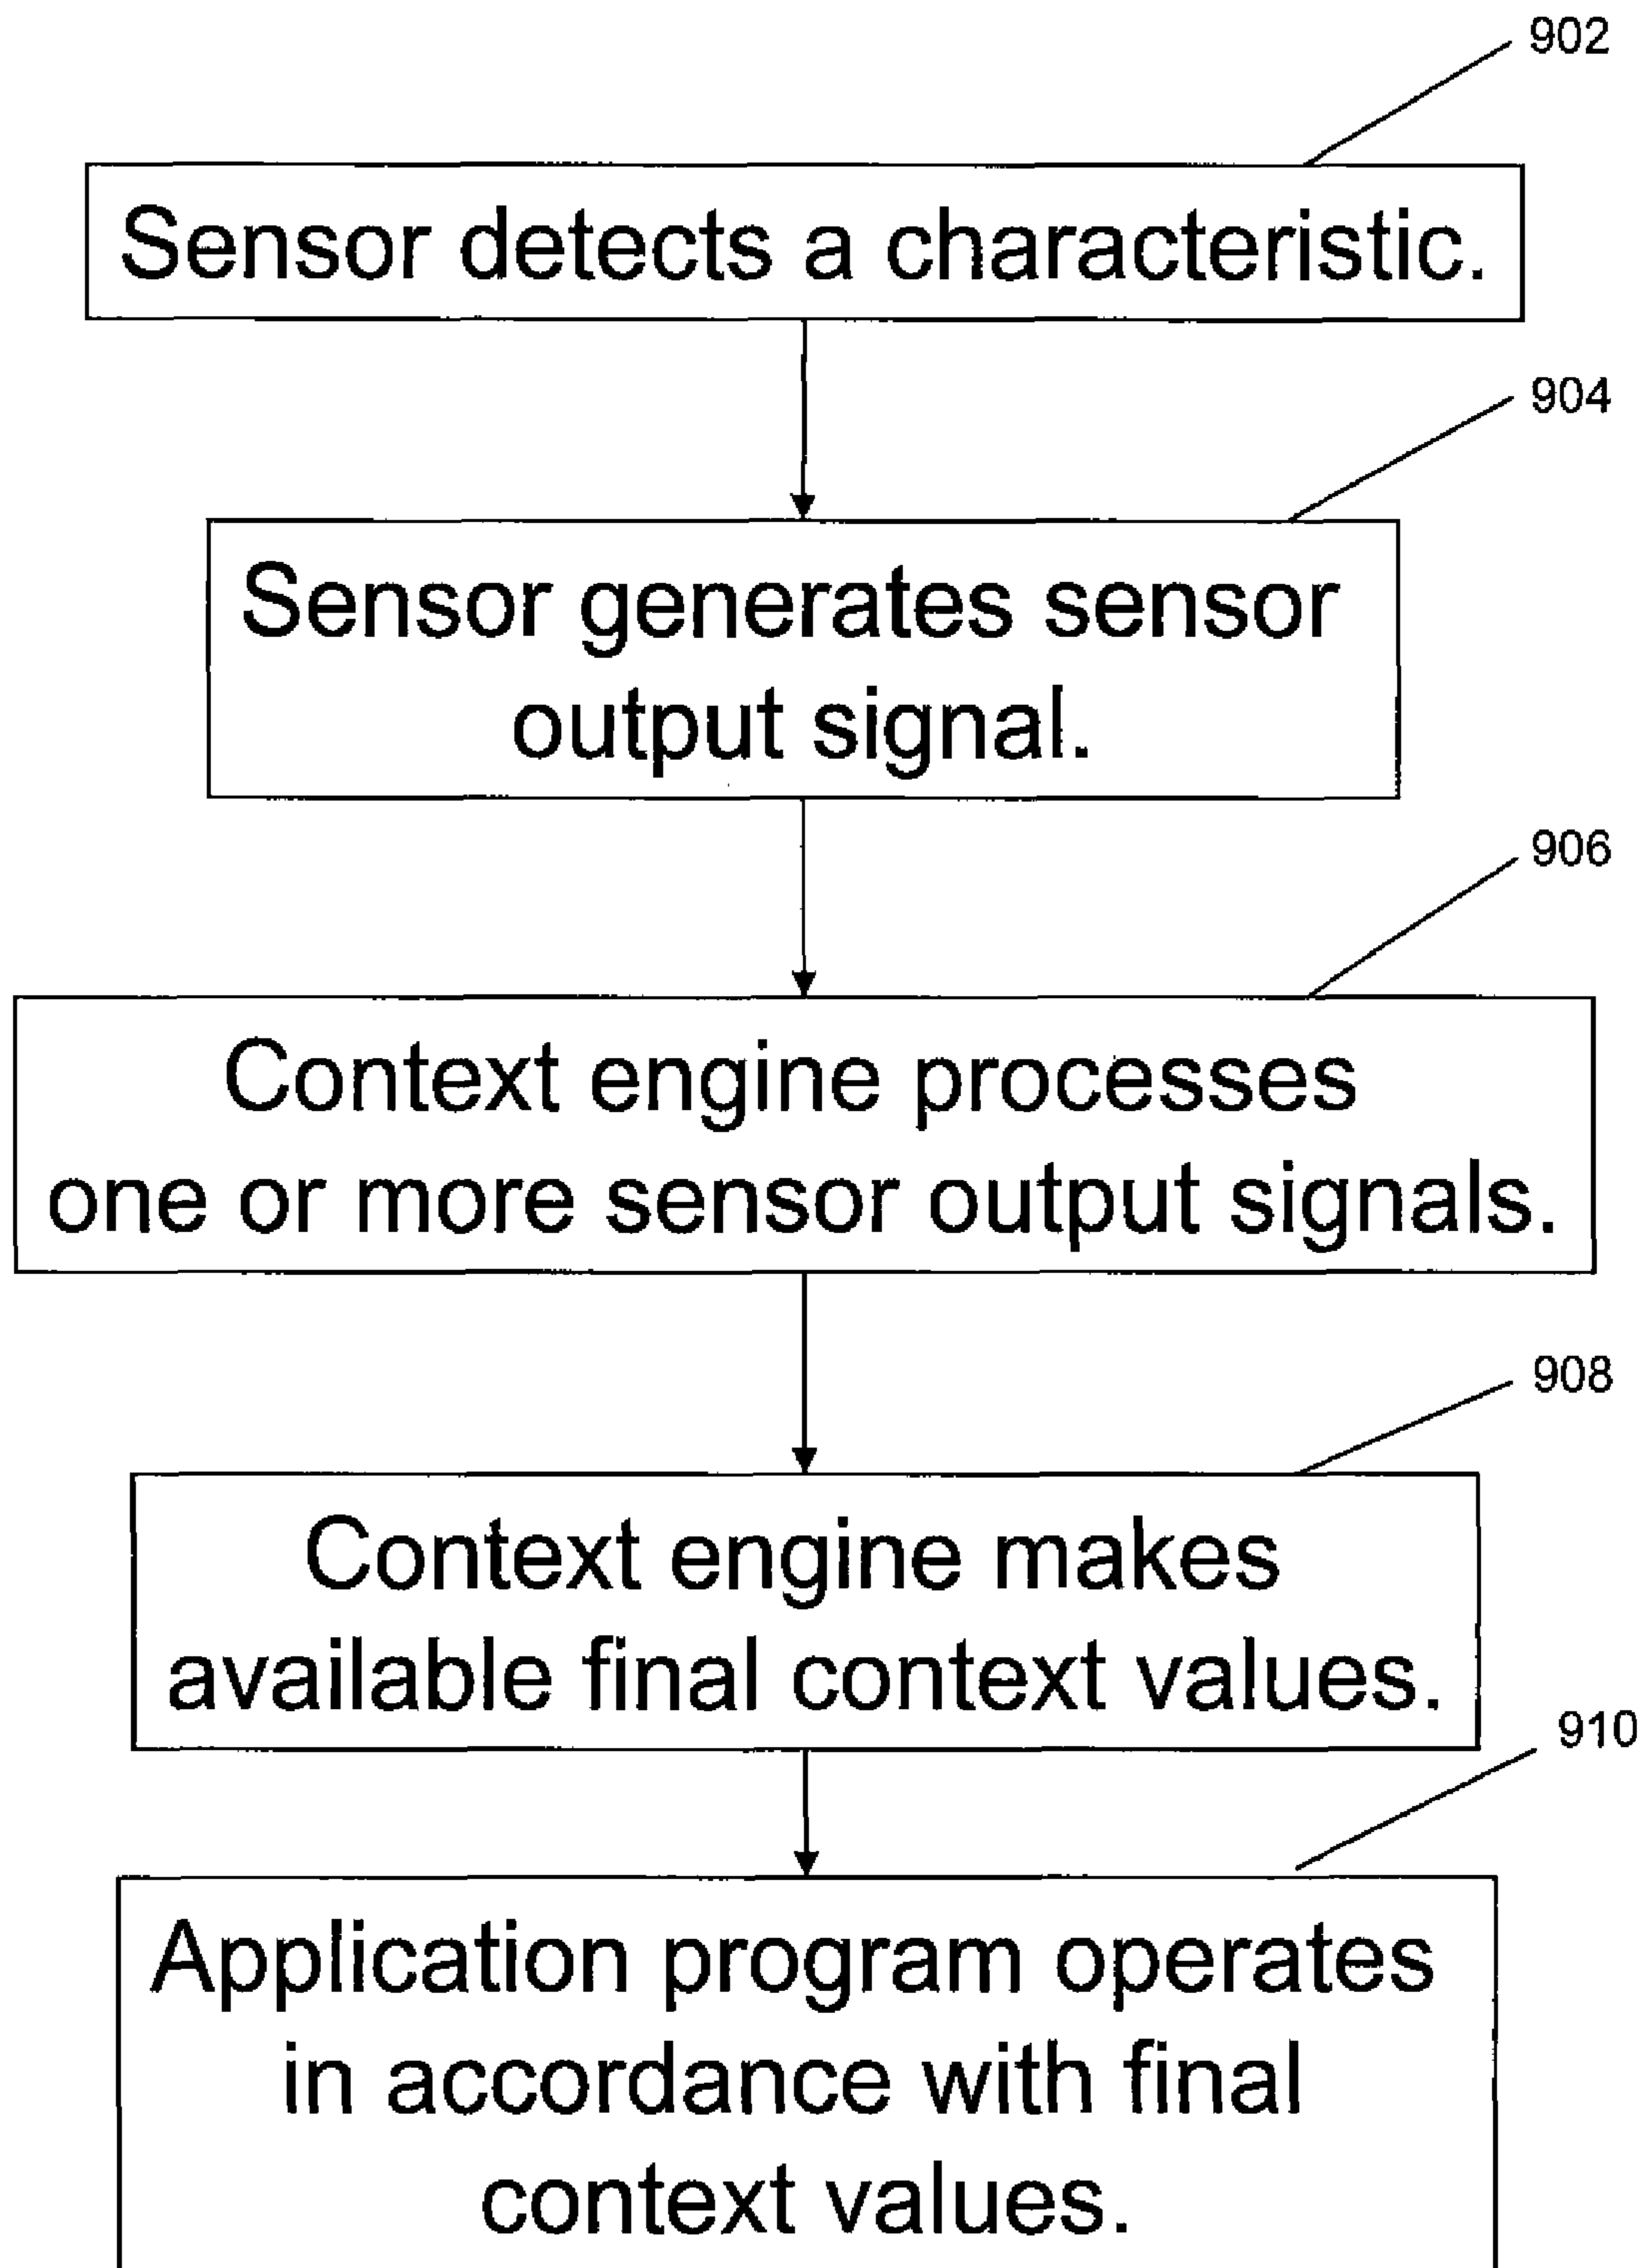 902
Sensor detects a characteristic.
904
Sensor generates sensor
output signal.
906
Context engine processes
one or more sensor output signals.
908
Context engine makes
available final context values.
910
Application program operates
in accordance with final
context values.